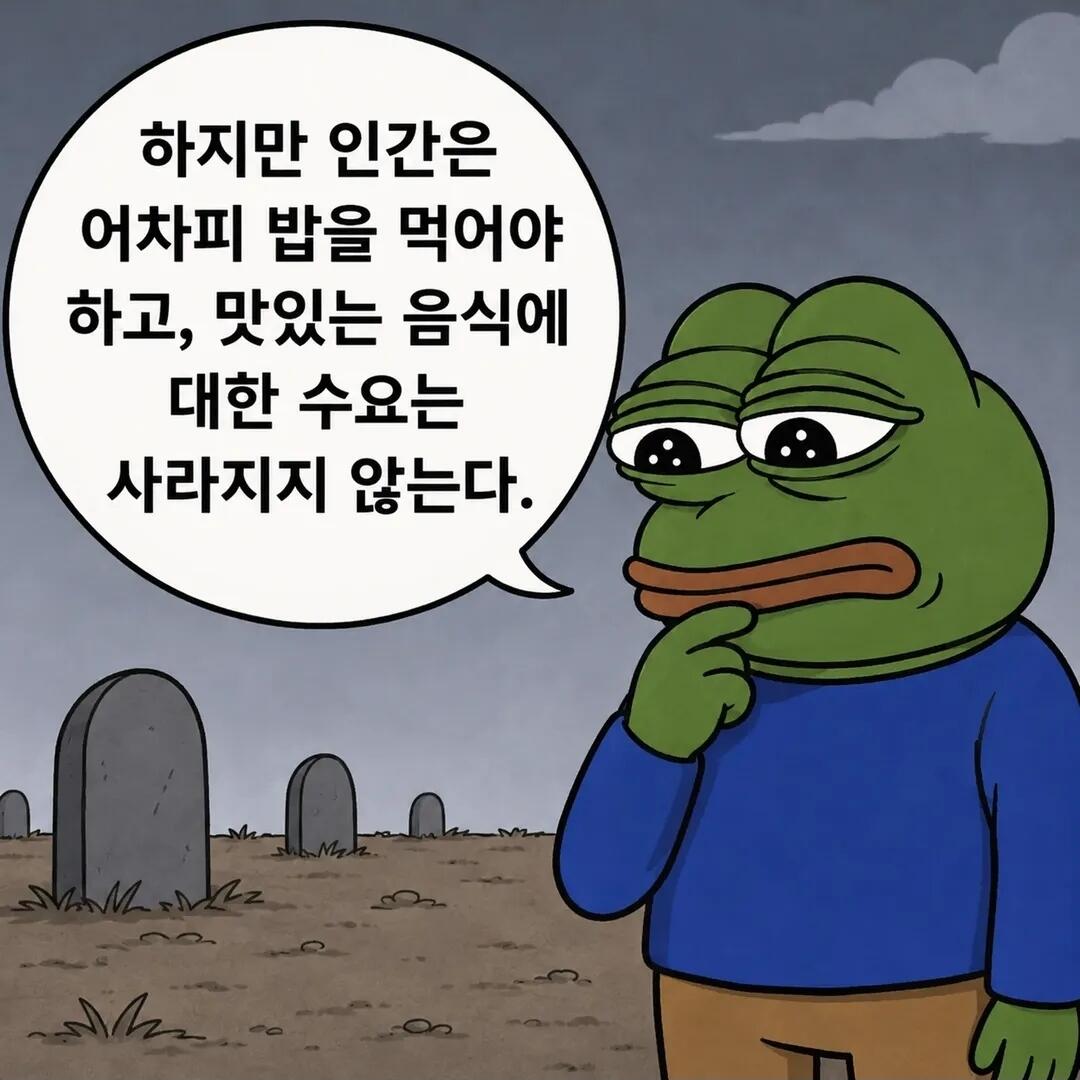 하지만 인간은
어차피 밥을 먹어야
하고, 맛있는 음식에
대한 수요는
사라지지 않는다.